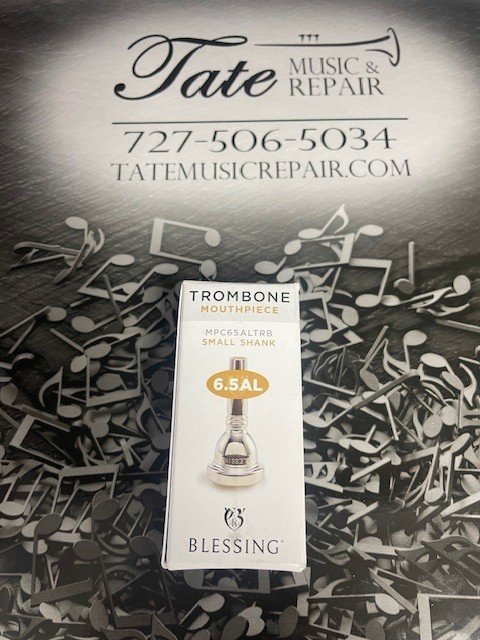 Tate MUSIC &
REPAIR
727-506-5034
TATEMUSICREPAIR.COM
TROMBONE
MOUTHPIECE
MPC65ALTRB
SMALL SHANK
6.5AL
BLESSING